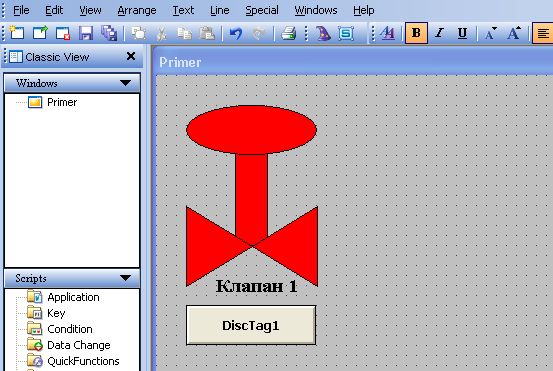 File Edit View Arrange Text Line Special Windows Help
B I U A A
Classic View
Primer
Windows
Primer
Клапан 1
DiscTag1
Scripts
Application
Key
Condition
Data Change
QuickFunctions